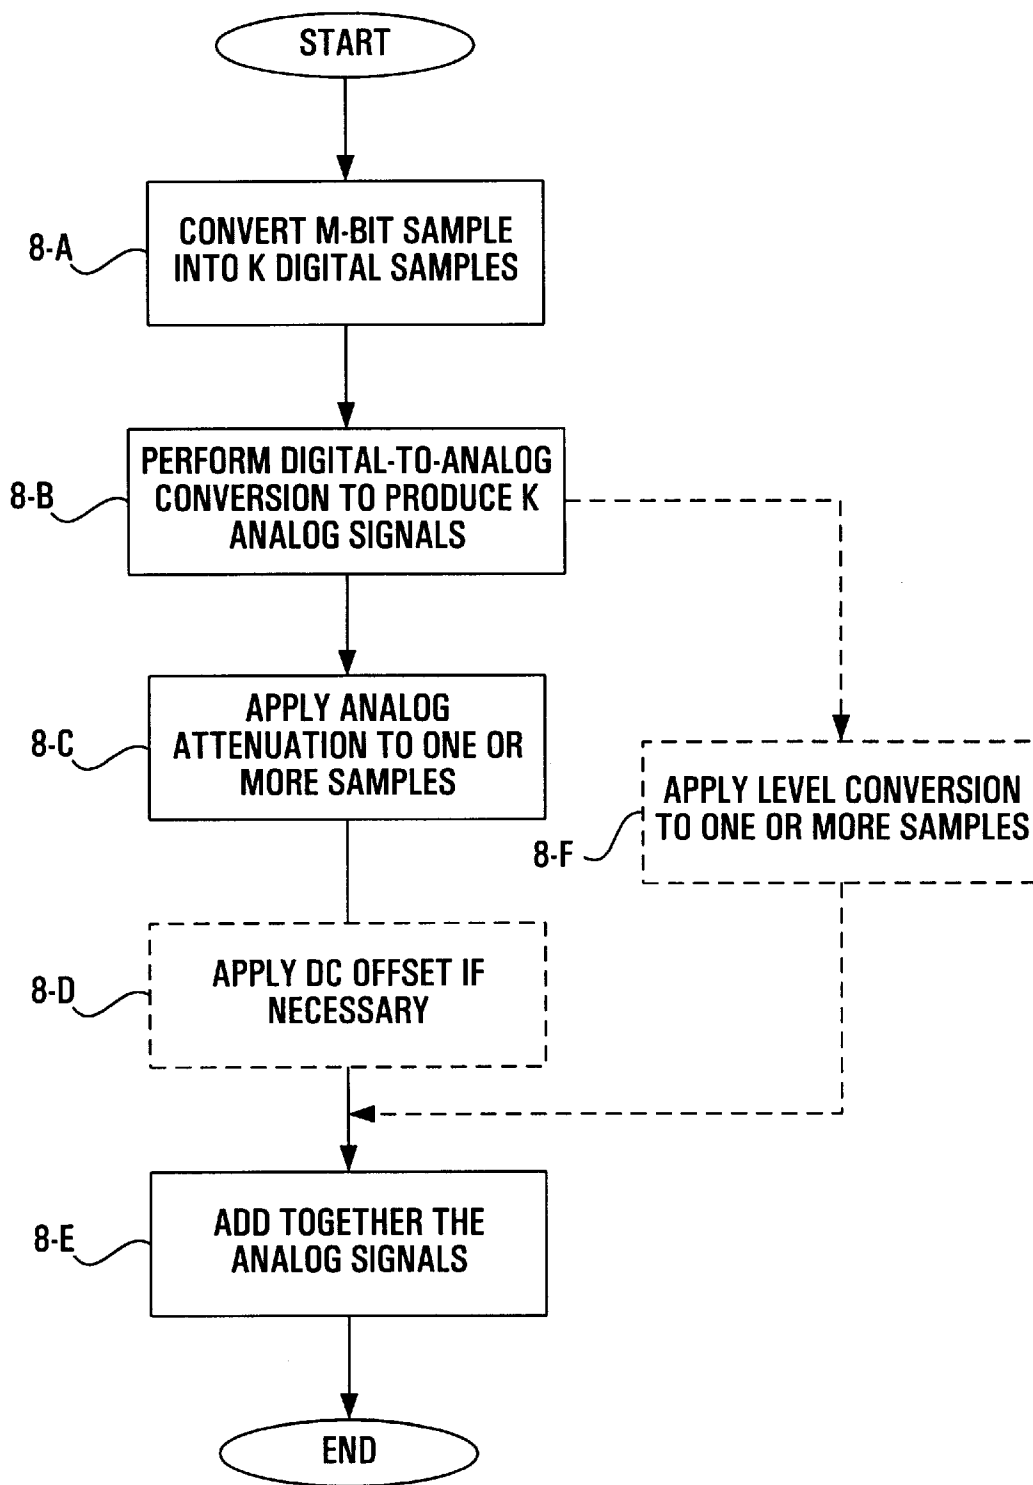 START
8-A
CONVERT M-BIT SAMPLE
INTO K DIGITAL SAMPLES
8-B
PERFORM DIGITAL-TO-ANALOG
CONVERSION TO PRODUCE K
ANALOG SIGNALS
8-C
APPLY ANALOG
ATTENUATION TO ONE OR
MORE SAMPLES
8-F
APPLY LEVEL CONVERSION
TO ONE OR MORE SAMPLES
8-D
APPLY DC OFFSET IF
NECESSARY
8-E
ADD TOGETHER THE
ANALOG SIGNALS
END